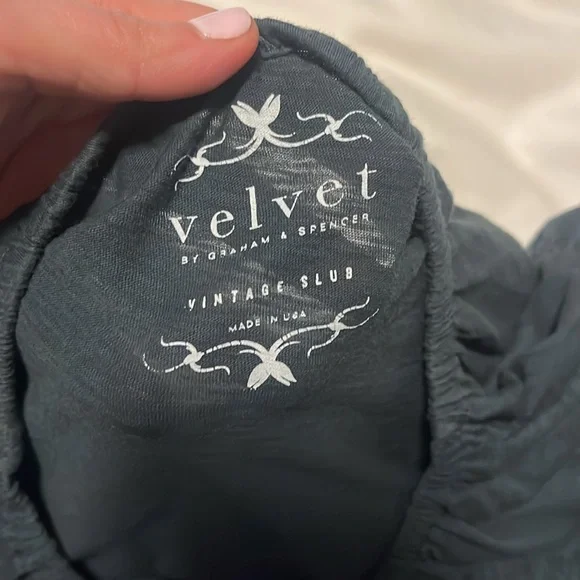 velvet
BY GRAHAM & SPENCER
VINTAGE SLUB
MADE IN USA